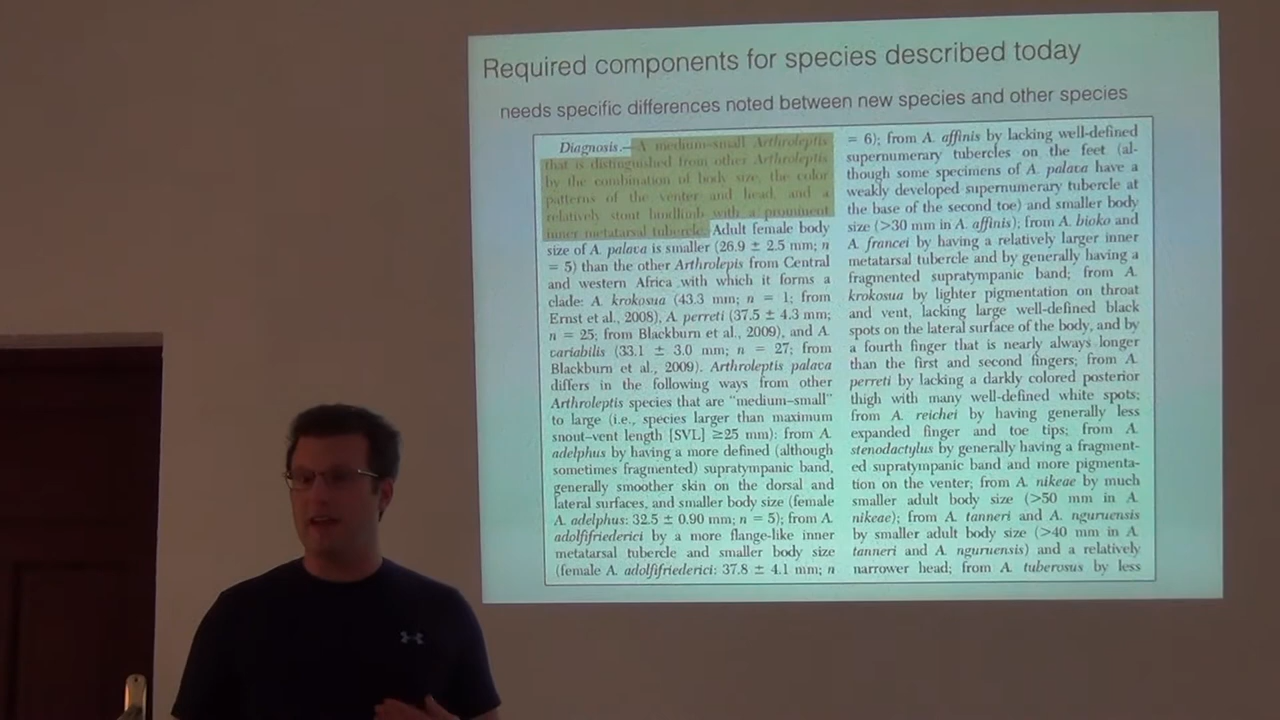 Required components for species described today
needs specific differences noted between new species and other species
Diagnosis.—A medium–small Arthroleptis
that is distinguished from other Arthroleptis
by the combination of body size, the color
patterns of the venter and head, and a
relatively stout hindlimb with a prominent
inner metatarsal tubercle. Adult female body
size of A. palava is smaller (26.9 ± 2.5 mm; n
= 5) than the other Arthrolepis from Central
and western Africa with which it forms a
clade: A. krokosua (43.3 mm; n = 1; from
Ernst et al., 2008), A. perreti (37.5 ± 4.3 mm;
n = 25; from Blackburn et al., 2009), and A.
variabilis (33.1 ± 3.0 mm; n = 27; from
Blackburn et al., 2009). Arthroleptis palava
differs in the following ways from other
Arthroleptis species that are "medium–small"
to large (i.e., species larger than maximum
snout–vent length [SVL] ≥25 mm): from A.
adelphus by having a more defined (although
sometimes fragmented) supratympanic band,
generally smoother skin on the dorsal and
lateral surfaces, and smaller body size (female
A. adelphus: 32.5 ± 0.90 mm; n = 5); from A.
adolfifriederici by a more flange-like inner
metatarsal tubercle and smaller body size
(female A. adolfifriederici: 37.8 ± 4.1 mm; n
= 6); from A. affinis by lacking well-defined
supernumerary tubercles on the feet (al-
though some specimens of A. palava have a
weakly developed supernumerary tubercle at
the base of the second toe) and smaller body
size (>30 mm in A. affinis); from A. bioko and
A. francei by having a relatively larger inner
metatarsal tubercle and by generally having a
fragmented supratympanic band; from A.
krokosua by lighter pigmentation on throat
and vent, lacking large well-defined black
spots on the lateral surface of the body, and by
a fourth finger that is nearly always longer
than the first and second fingers; from A.
perreti by lacking a darkly colored posterior
thigh with many well-defined white spots;
from A. reichei by having generally less
expanded finger and toe tips; from A.
stenodactylus by generally having a fragment-
ed supratympanic band and more pigmenta-
tion on the venter; from A. nikeae by much
smaller adult body size (>50 mm in A.
nikeae); from A. tanneri and A. nguruensis
by smaller adult body size (>40 mm in A.
tanneri and A. nguruensis) and a relatively
narrower head; from A. tuberosus by less